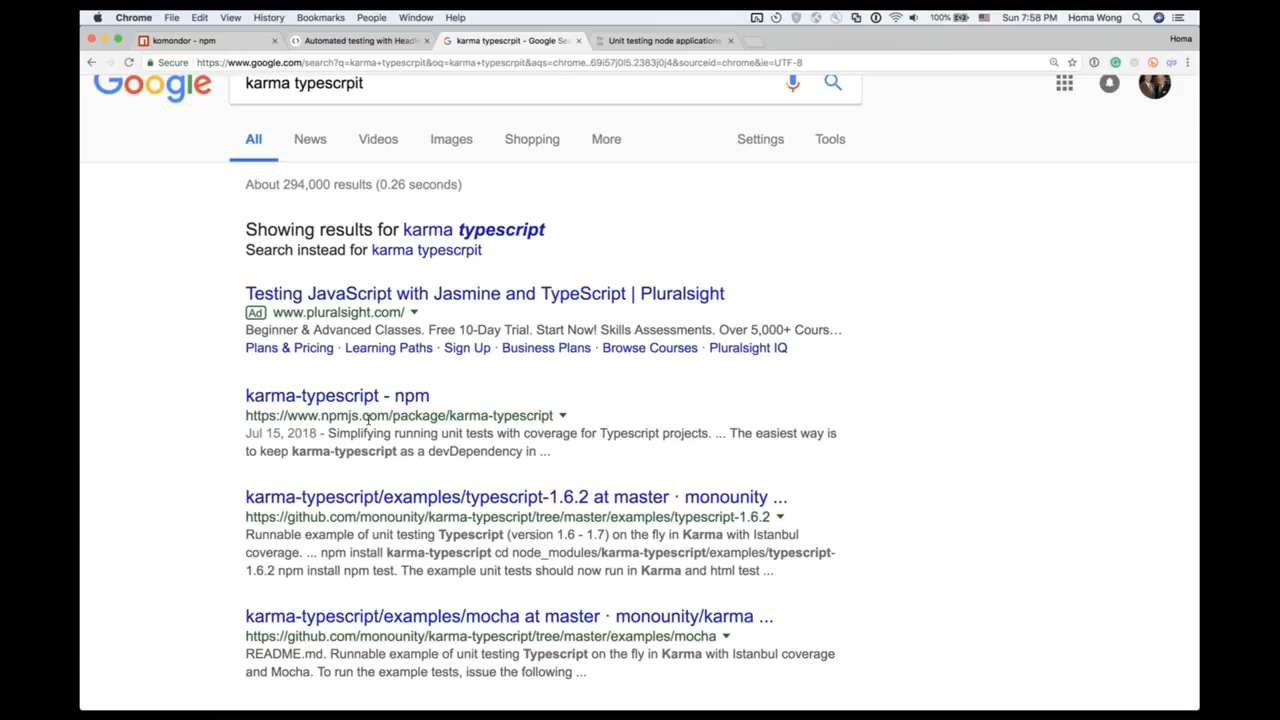 Chrome File Edit View History Bookmarks People Window Help 100% Sun 7:58 PM Homa Wong
komondor - npm Automated testing with Headl karma typescrpit - Google Sea Unit testing node applications Homa
Secure https://www.google.com/search?q=karma+typescrpit&oq=karma+typescrpit&aqs=chrome..69i57j0l5.2383j0j4&sourceid=chrome&ie=UTF-8
Google karma typescrpit
All News Videos Images Shopping More Settings Tools
About 294,000 results (0.26 seconds)
Showing results for karma typescript
Search instead for karma typescrpit
Testing JavaScript with Jasmine and TypeScript | Pluralsight
Ad www.pluralsight.com/
Beginner & Advanced Classes. Free 10-Day Trial. Start Now! Skills Assessments. Over 5,000+ Cours…
Plans & Pricing · Learning Paths · Sign Up · Business Plans · Browse Courses · Pluralsight IQ
karma-typescript - npm
https://www.npmjs.com/package/karma-typescript
Jul 15, 2018 - Simplifying running unit tests with coverage for Typescript projects. ... The easiest way is
to keep karma-typescript as a devDependency in ...
karma-typescript/examples/typescript-1.6.2 at master · monounity ...
https://github.com/monounity/karma-typescript/tree/master/examples/typescript-1.6.2
Runnable example of unit testing Typescript (version 1.6 - 1.7) on the fly in Karma with Istanbul
coverage. ... npm install karma-typescript cd node_modules/karma-typescript/examples/typescript-
1.6.2 npm install npm test. The example unit tests should now run in Karma and html test ...
karma-typescript/examples/mocha at master · monounity/karma ...
https://github.com/monounity/karma-typescript/tree/master/examples/mocha
README.md. Runnable example of unit testing Typescript on the fly in Karma with Istanbul coverage
and Mocha. To run the example tests, issue the following ...